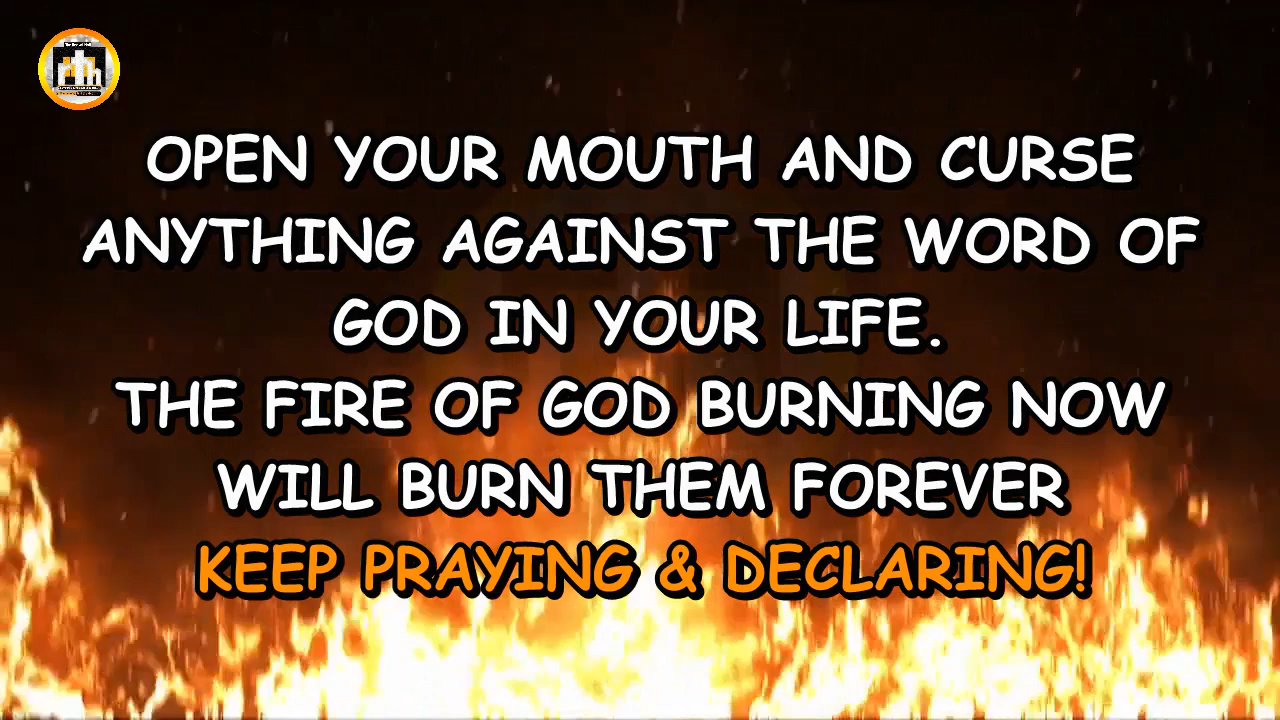 OPEN YOUR MOUTH AND CURSE
ANYTHING AGAINST THE WORD OF
GOD IN YOUR LIFE.
THE FIRE OF GOD BURNING NOW
WILL BURN THEM FOREVER
KEEP PRAYING & DECLARING!